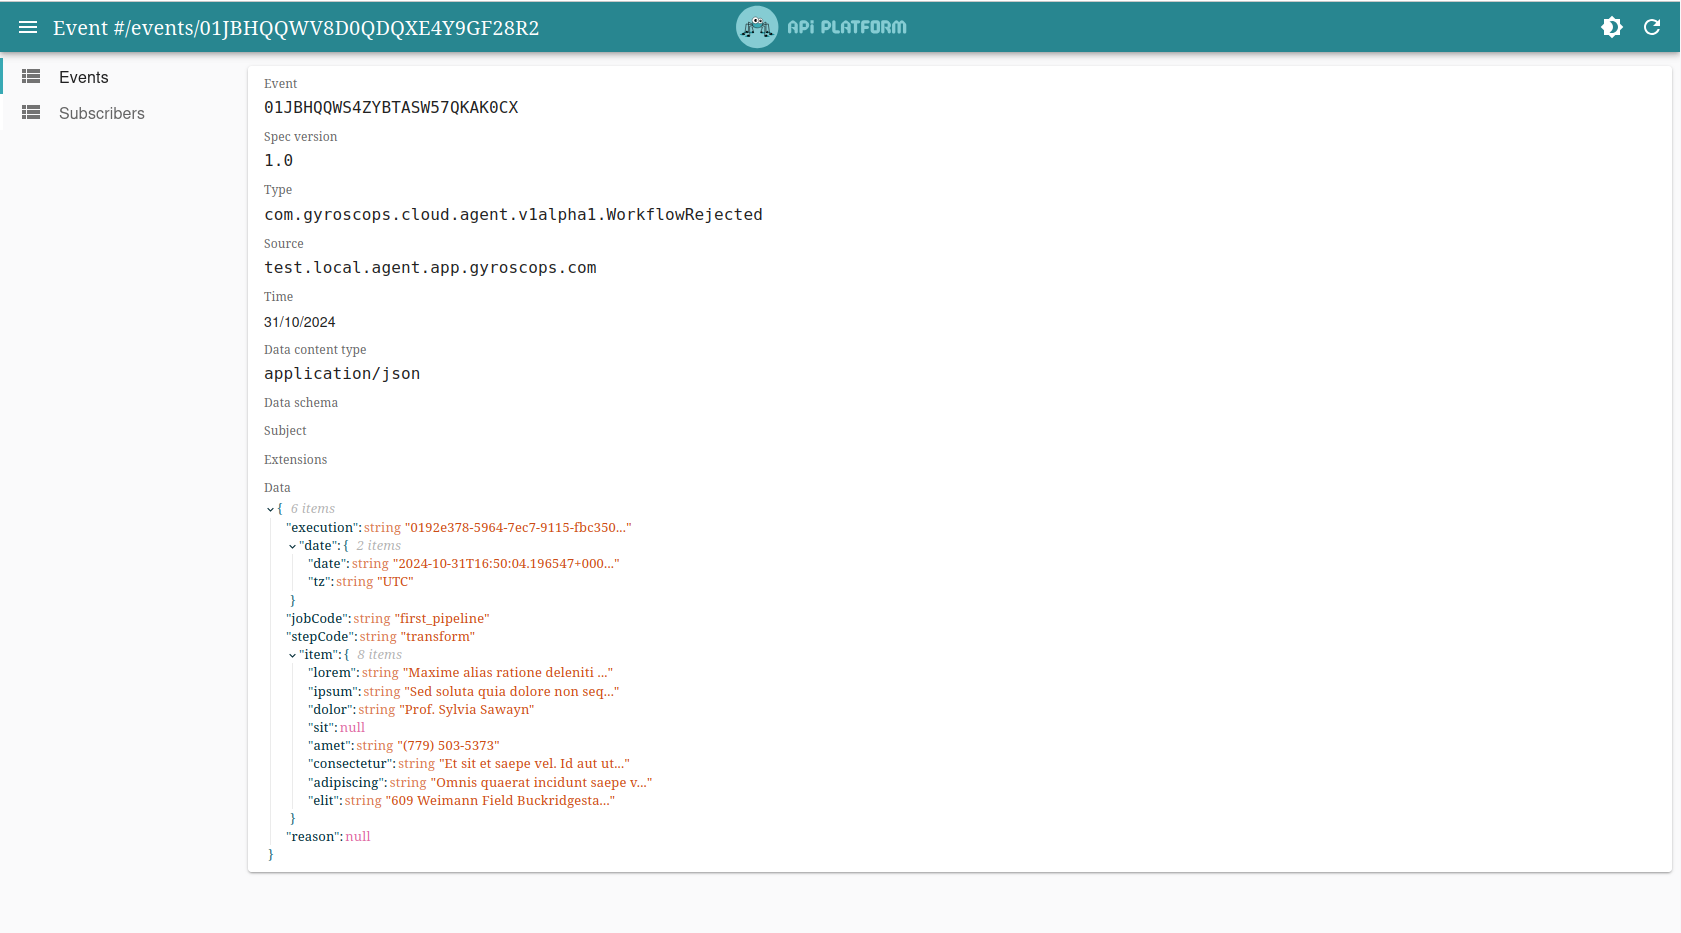 Event #/events/01JBHQQWV8D0QDQXE4Y9GF28R2
API PLATFORM
Events
Subscribers
Event
01JBHQQWS4ZYBTASW57QKAK0CX
Spec version
1.0
Type
com.gyroscops.cloud.agent.v1alpha1.WorkflowRejected
Source
test.local.agent.app.gyroscops.com
Time
31/10/2024
Data content type
application/json
Data schema
Subject
Extensions
Data
{ 6 items
"execution": string "0192e378-5964-7ec7-9115-fbc350..."
"date": { 2 items
"date": string "2024-10-31T16:50:04.196547+000..."
"tz": string "UTC"
}
"jobCode": string "first_pipeline"
"stepCode": string "transform"
"item": { 8 items
"lorem": string "Maxime alias ratione deleniti ..."
"ipsum": string "Sed soluta quia dolore non seq..."
"dolor": string "Prof. Sylvia Sawayn"
"sit": null
"amet": string "(779) 503-5373"
"consectetur": string "Et sit et saepe vel. Id aut ut..."
"adipiscing": string "Omnis quaerat incidunt saepe v..."
"elit": string "609 Weimann Field Buckridgesta..."
}
"reason": null
}